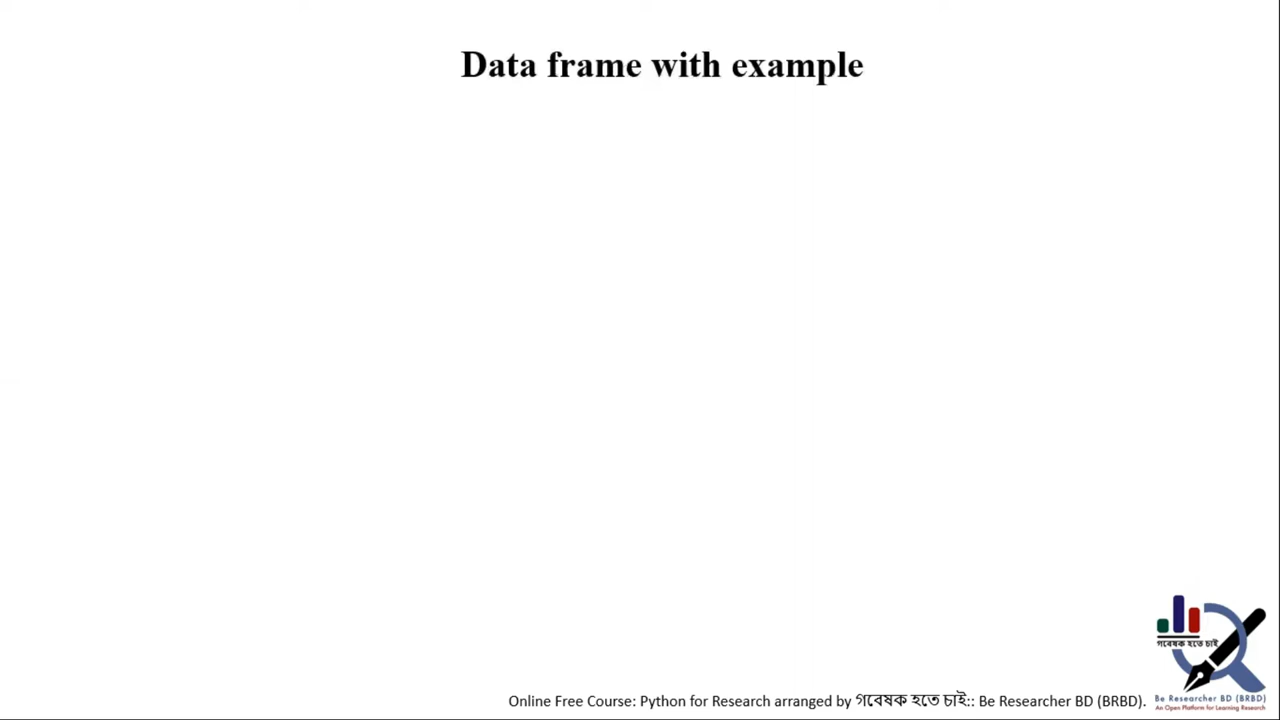 Data frame with example
গবেষক হতে চাই
Be Researcher BD (BRBD)
An Open Platform for Learning Research
Online Free Course: Python for Research arranged by গবেষক হতে চাই:: Be Researcher BD (BRBD).